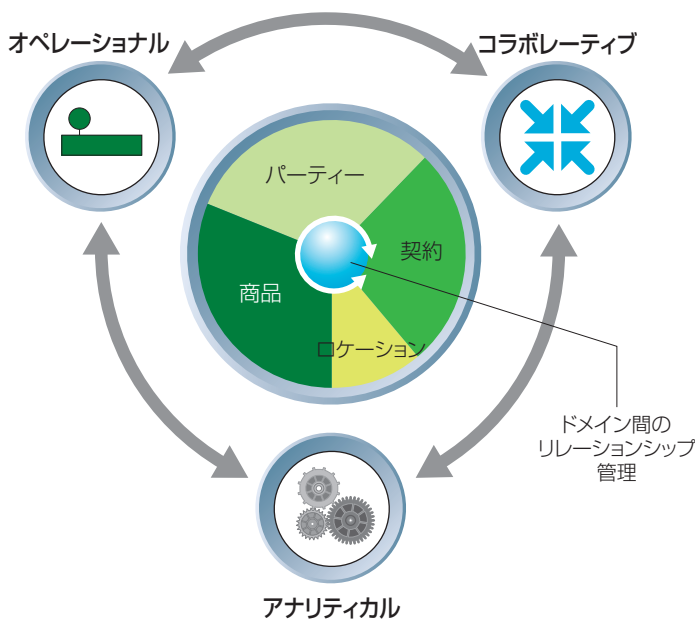 オペレーショナル
コラボレーティブ
パーティー
契約
商品
ロケーション
ドメイン間の
リレーションシップ
管理
アナリティカル